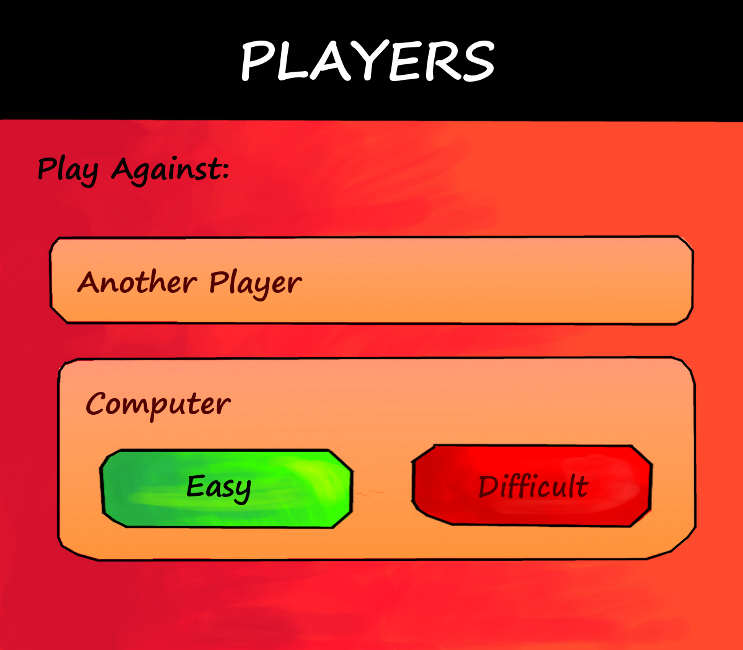 PLAYERS
Play Against:
Another Player
Computer
Easy
Difficult